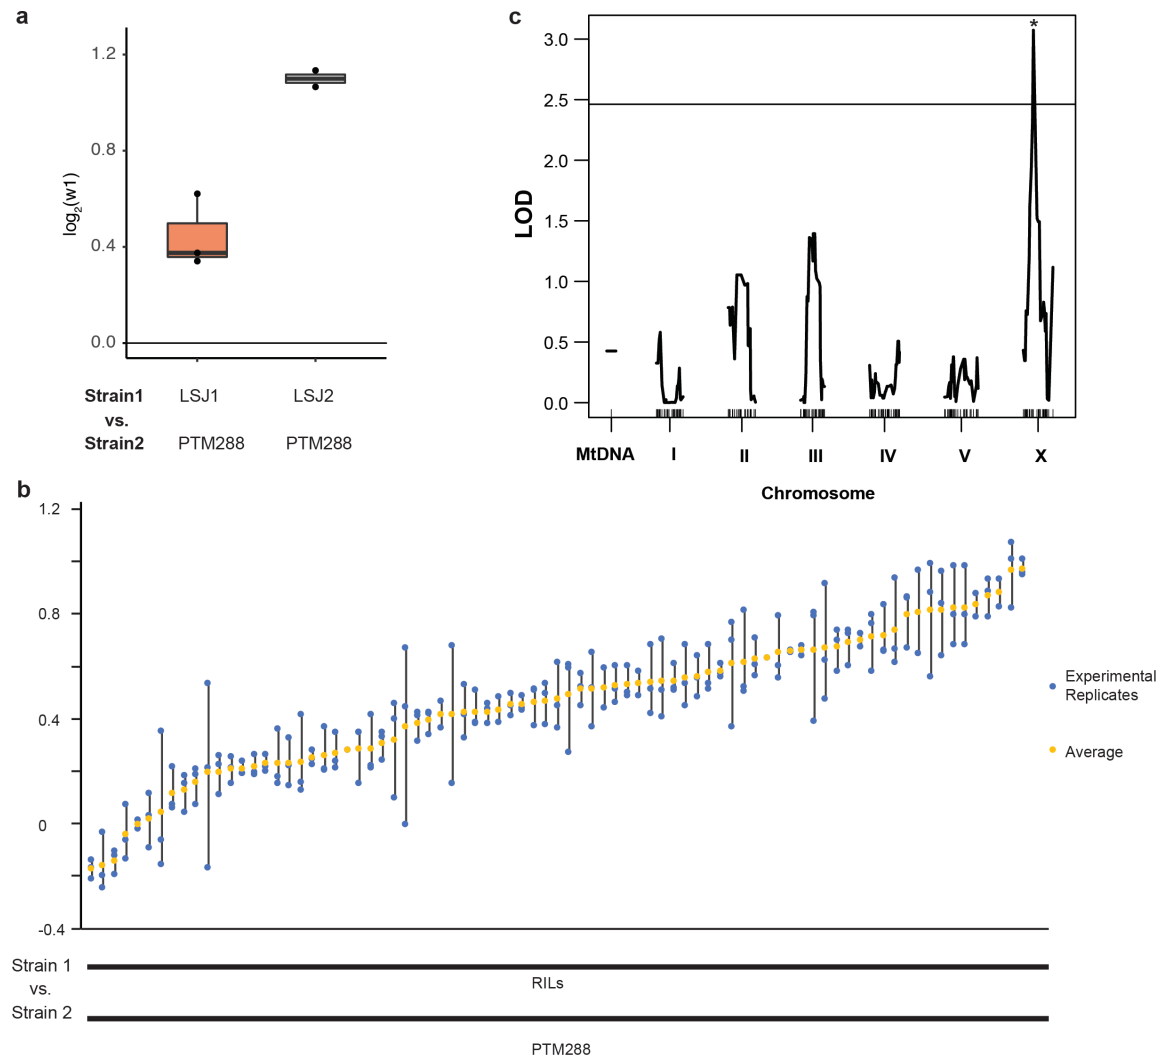 a
1.2
0.8
0.4
0.0
log2(w1)
Strain1 LSJ1 LSJ2
vs.
Strain2 PTM288 PTM288
c
3.0
2.5
2.0
1.5
1.0
0.5
0.0
LOD
*
MtDNA I II III IV V X
Chromosome
b
1.2
0.8
0.4
0
-0.4
Experimental
Replicates
Average
Strain 1
vs.
Strain 2
RILs
PTM288